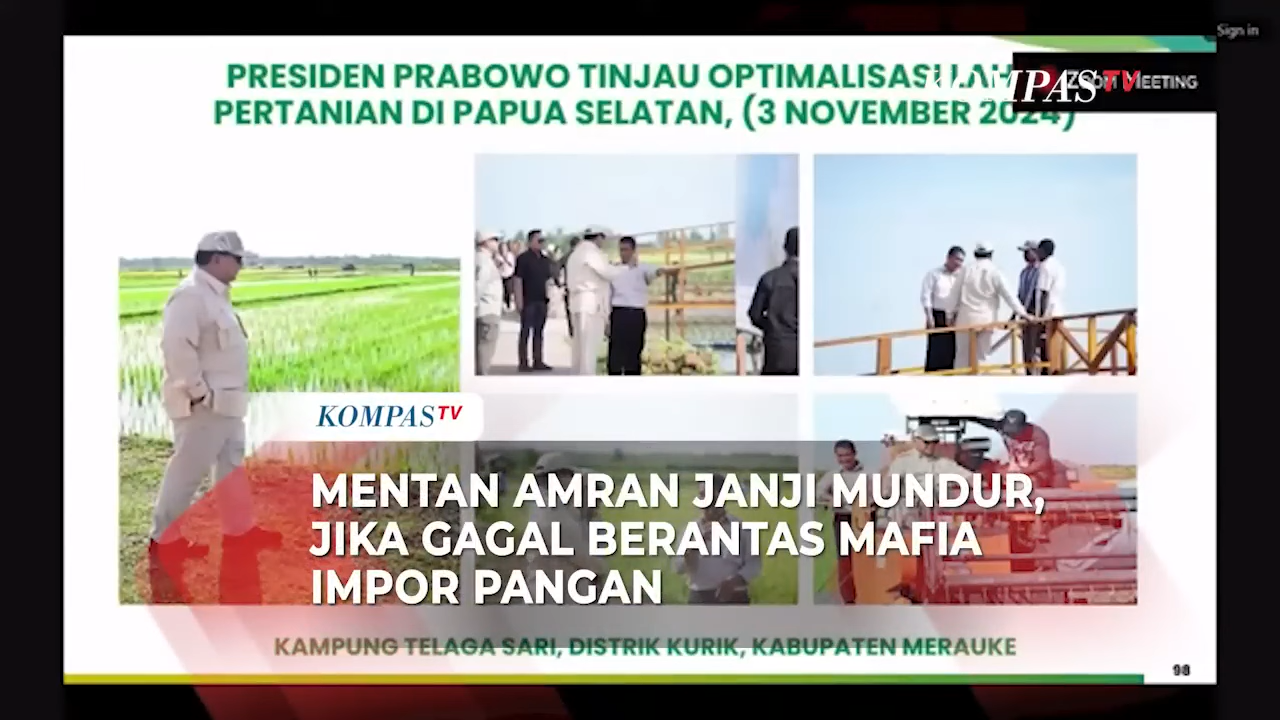 Sign in
PRESIDEN PRABOWO TINJAU OPTIMALISASI
PERTANIAN DI PAPUA SELATAN, (3 NOVEMBER 2024)
KOMPAS TV
ZOOM MEETING
KOMPAS TV
MENTAN AMRAN JANJI MUNDUR,
JIKA GAGAL BERANTAS MAFIA
IMPOR PANGAN
KAMPUNG TELAGA SARI, DISTRIK KURIK, KABUPATEN MERAUKE
98